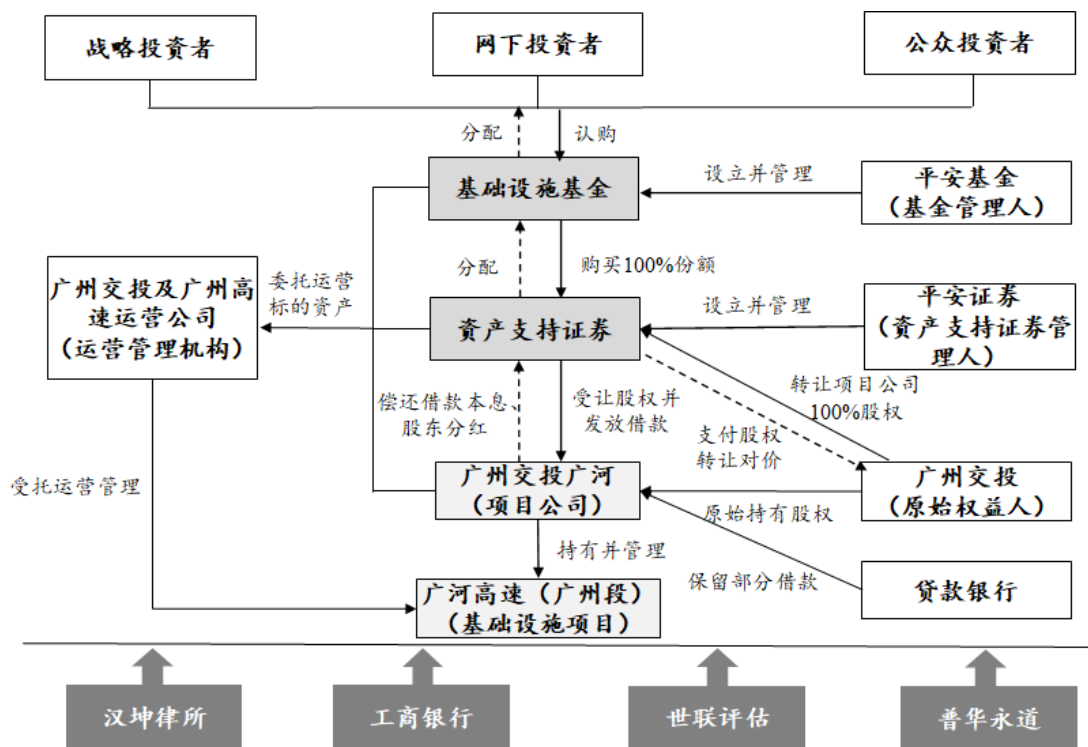 战略投资者
网下投资者
公众投资者
分配
认购
基础设施基金
设立并管理
平安基金
（基金管理人）
分配
购买100%份额
广州交投及广州高
速运营公司
（运营管理机构）
委托运营
标的资产
资产支持证券
设立并管理
平安证券
（资产支持证券管
理人）
偿还借款本息、
股东分红
受让股权并
发放借款
转让项目公司
100%股权
支付股权
转让对价
受托运营管理
广州交投广河
（项目公司）
原始持有股权
广州交投
（原始权益人）
持有并管理
保留部分借款
贷款银行
广河高速（广州段）
（基础设施项目）
汉坤律所
工商银行
世联评估
普华永道